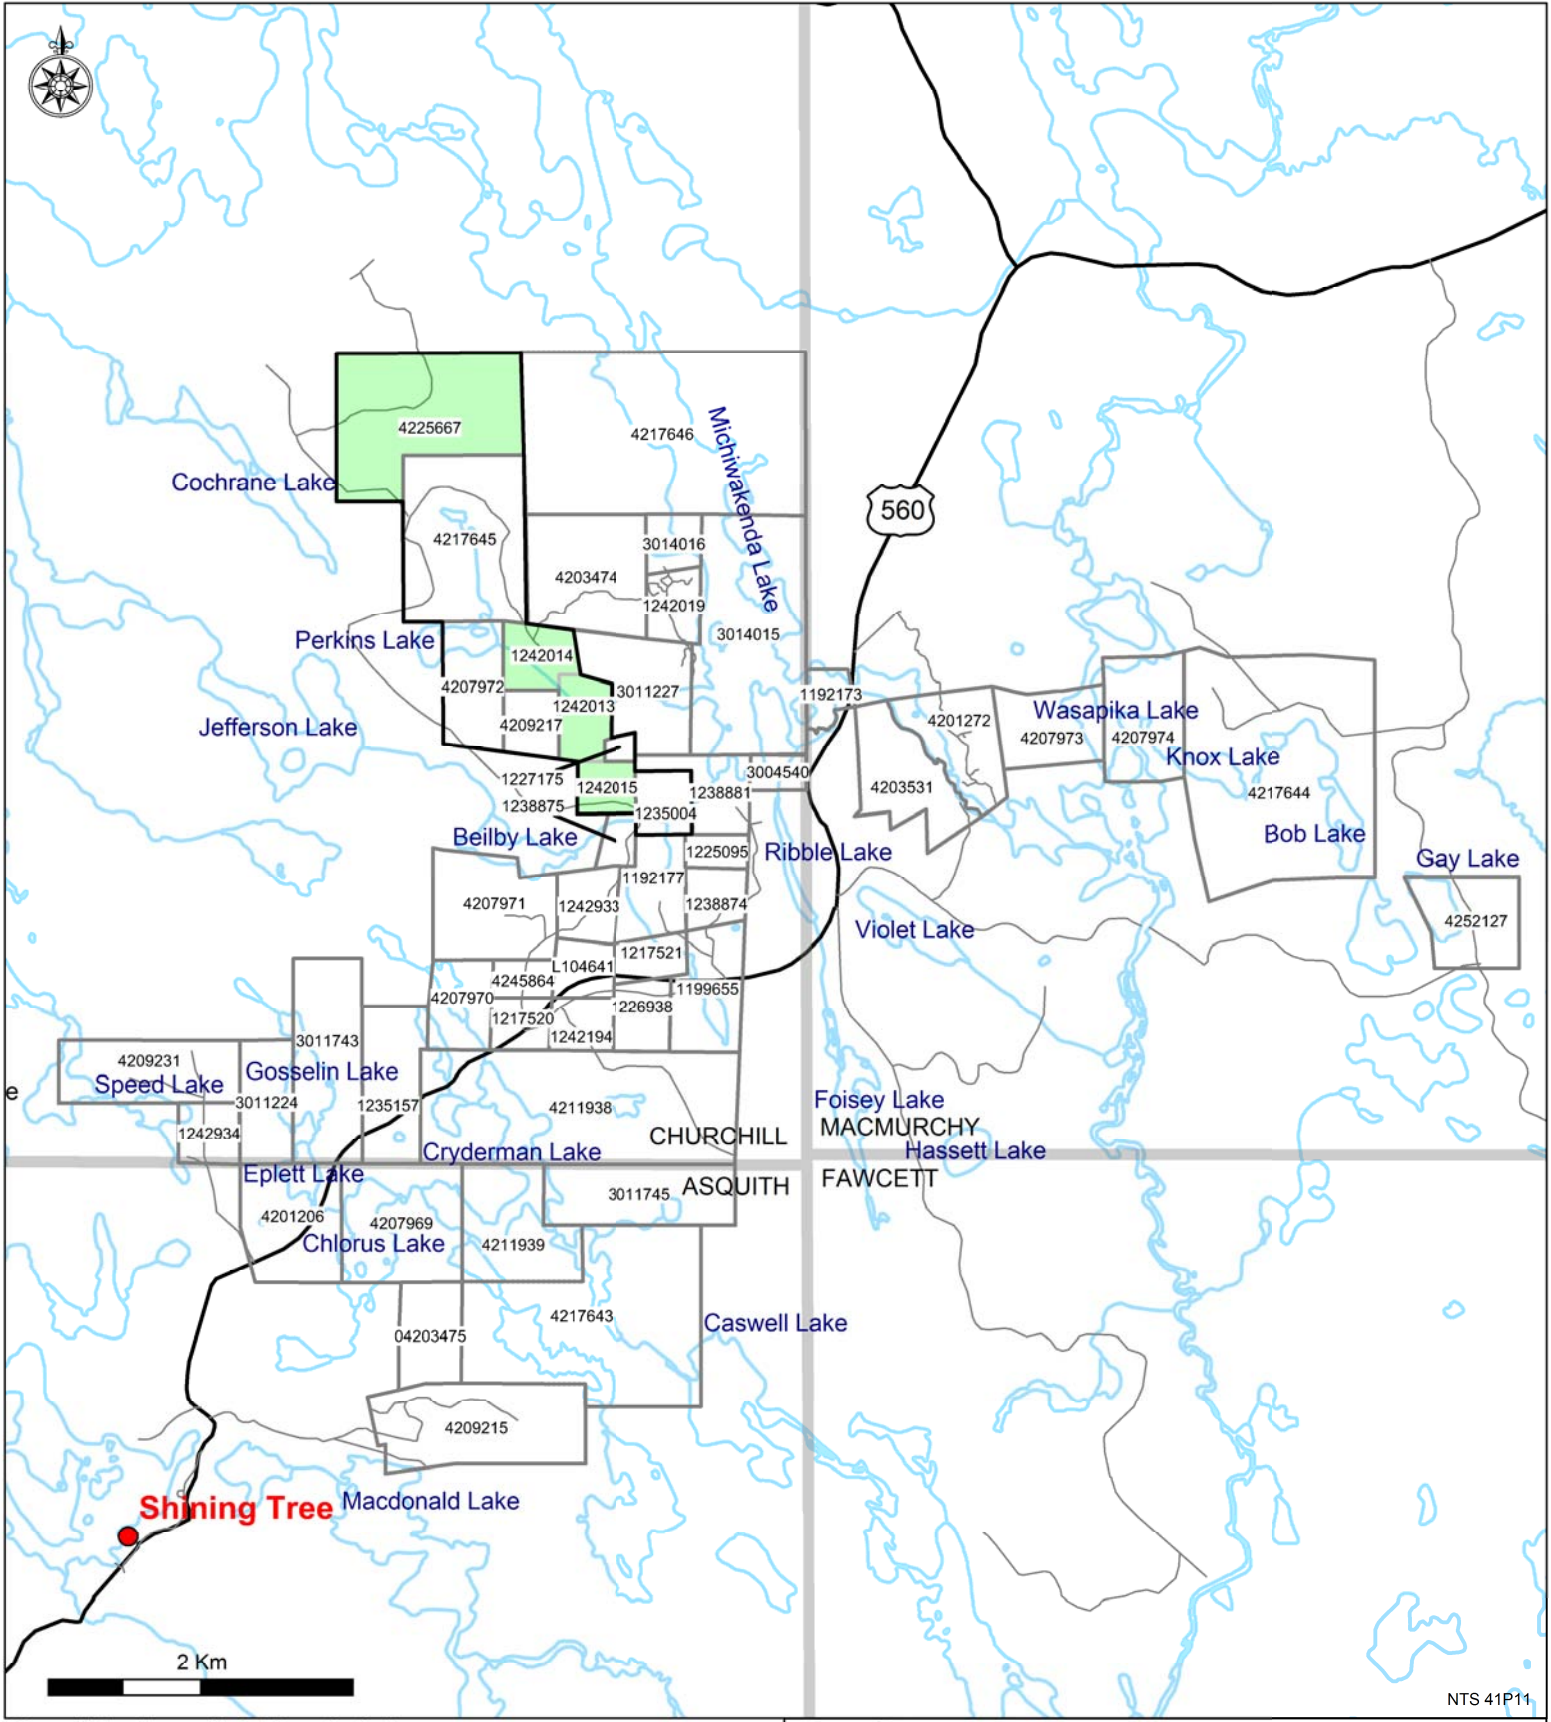 4225667
4217646
Michiwakenda Lake
Cochrane Lake
560
4217645
3014016
4203474
1242019
3014015
Perkins Lake
1242014
4207972
3011227
1192173
1242013
4209217
4201272
Wasapika Lake
4207973
4207974
Jefferson Lake
Knox Lake
1227175
1242015
3004540
1238881
4203531
4217644
1238875
1235004
Beilby Lake
Bob Lake
1225095
Ribble Lake
Gay Lake
1192177
4207971
1242933
1238874
4252127
Violet Lake
1217521
L104641
4245864
1199655
4207970
1226938
1217520
1242194
3011743
4209231
Gosselin Lake
Speed Lake
e
3011224
1235157
4211938
Foisey Lake
1242934
CHURCHILL
MACMURCHY
Cryderman Lake
Hassett Lake
Eplett Lake
ASQUITH
FAWCETT
3011745
4201206
4207969
Chlorus Lake
4211939
4217643
Caswell Lake
04203475
4209215
Shining Tree
Macdonald Lake
2 Km
NTS 41P11